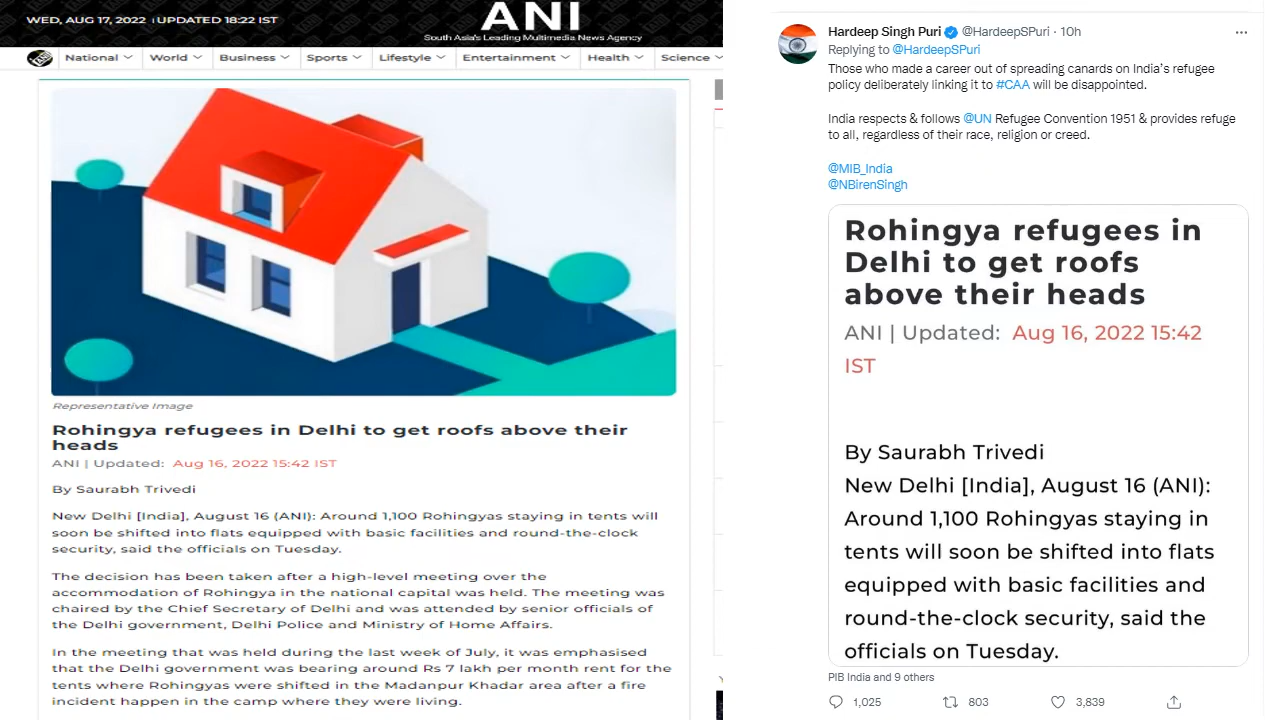 WED, AUG 17, 2022 | UPDATED 18:22 IST
ANI
South Asia's Leading Multimedia News Agency
National World Business Sports Lifestyle Entertainment Health Science
Representative Image
Rohingya refugees in Delhi to get roofs above their
heads
ANI | Updated: Aug 16, 2022 15:42 IST
By Saurabh Trivedi
New Delhi [India], August 16 (ANI): Around 1,100 Rohingyas staying in tents will
soon be shifted into flats equipped with basic facilities and round-the-clock
security, said the officials on Tuesday.
The decision has been taken after a high-level meeting over the
accommodation of Rohingya in the national capital was held. The meeting was
chaired by the Chief Secretary of Delhi and was attended by senior officials of
the Delhi government, Delhi Police and Ministry of Home Affairs.
In the meeting that was held during the last week of July, it was emphasised
that the Delhi government was bearing around Rs 7 lakh per month rent for the
tents where Rohingyas were shifted in the Madanpur Khadar area after a fire
incident happen in the camp where they were living.
Hardeep Singh Puri @HardeepSPuri · 10h
Replying to @HardeepSPuri
Those who made a career out of spreading canards on India's refugee
policy deliberately linking it to #CAA will be disappointed.
India respects & follows @UN Refugee Convention 1951 & provides refuge
to all, regardless of their race, religion or creed.
@MIB_India
@NBirenSingh
Rohingya refugees in
Delhi to get roofs
above their heads
ANI | Updated: Aug 16, 2022 15:42
IST
By Saurabh Trivedi
New Delhi [India], August 16 (ANI):
Around 1,100 Rohingyas staying in
tents will soon be shifted into flats
equipped with basic facilities and
round-the-clock security, said the
officials on Tuesday.
PIB India and 9 others
1,025 803 3,839